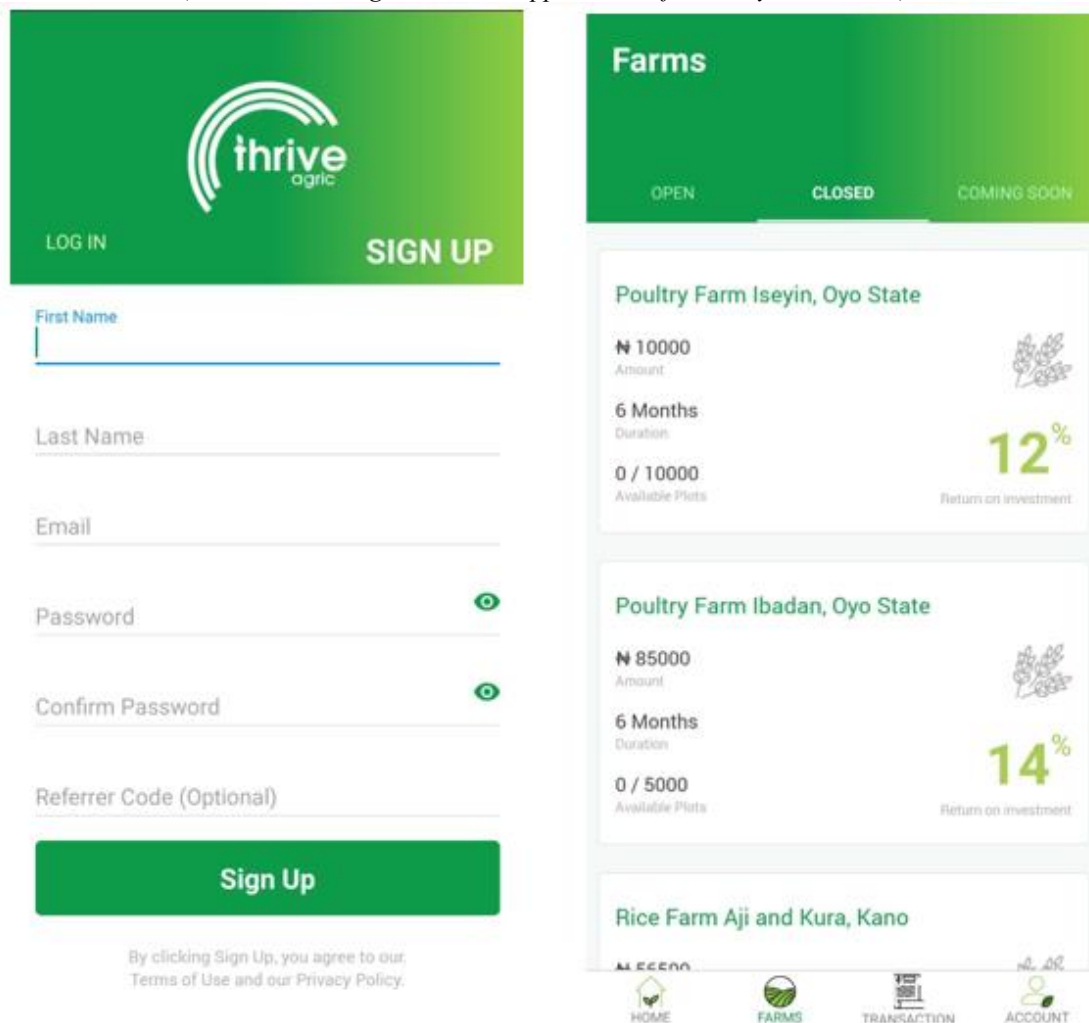 thrive
agric
LOG IN
SIGN UP
First Name
Last Name
Email
Password
Confirm Password
Referrer Code (Optional)
Sign Up
By clicking Sign Up, you agree to our
Terms of Use and our Privacy Policy.
Farms
OPEN CLOSED COMING SOON
Poultry Farm Iseyin, Oyo State
₦ 10000
Amount
6 Months
Duration
0 / 10000
Available Plots
12%
Return on investment
Poultry Farm Ibadan, Oyo State
₦ 85000
Amount
6 Months
Duration
0 / 5000
Available Plots
14%
Return on investment
Rice Farm Aji and Kura, Kano
₦ 56500
HOME FARMS TRANSACTION ACCOUNT